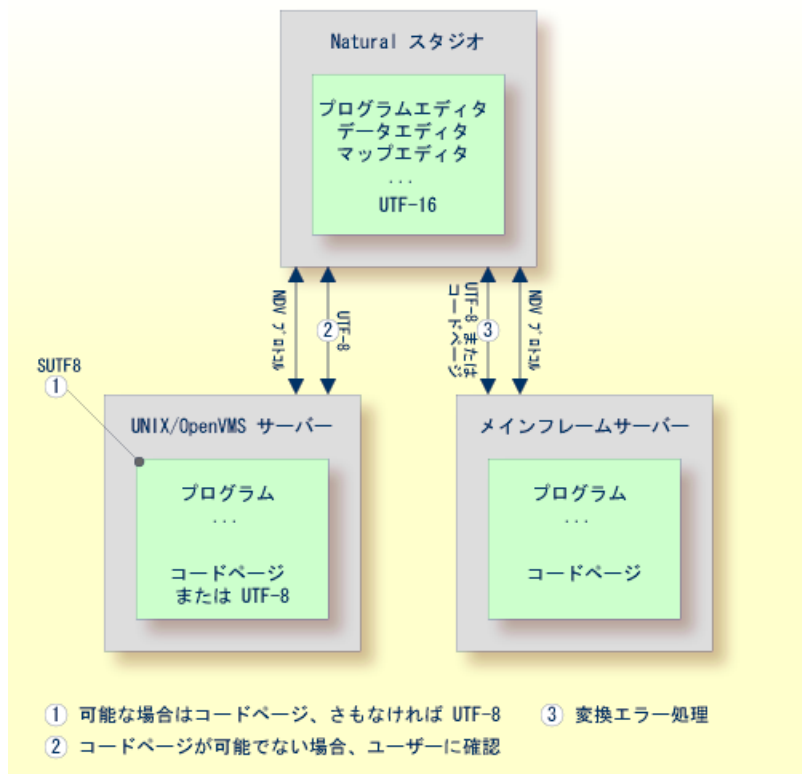 Natural スタジオ
プログラムエディタ
データエディタ
マップエディタ
...
UTF-16
NDV プロトコル
② UTF-8
③ UTF-8 または
コードページ
NDV プロトコル
SUTF8
①
UNIX/OpenVMS サーバー
プログラム
...
コードページ
または UTF-8
メインフレームサーバー
プログラム
...
コードページ
① 可能な場合はコードページ、さもなければ UTF-8
② コードページが可能でない場合、ユーザーに確認
③ 変換エラー処理